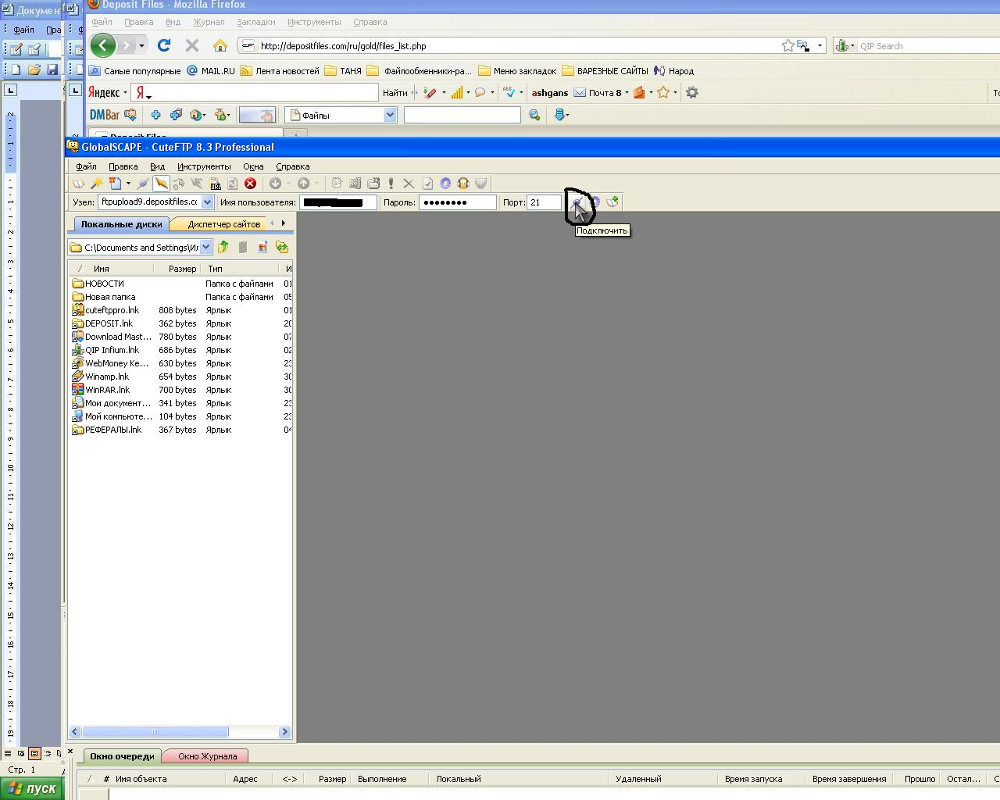 Докумен
Файл Пра
Deposit Files - Mozilla Firefox
Файл Правка Вид Журнал Закладки Инструменты Справка
http://depositfiles.com/ru/gold/files_list.php QIP Search
Самые популярные MAIL.RU Лента новостей ТАНЯ Файлообменники-ра... Меню закладок ВАРЕЗНЫЕ САЙТЫ Народ
Яндекс Я Найти ashgans Почта 8
DMBar Файлы
Deposit Files
GlobalSCAPE - CuteFTP 8.3 Professional
Файл Правка Вид Инструменты Окна Справка
URL
Узел: ftpupload9.depositfiles.cc Имя пользователя: Пароль: •••••••• Порт: 21
Подключить
Локальные диски Диспетчер сайтов
C:\Documents and Settings\Ил
Имя Размер Тип И
НОВОСТИ Папка с файлами 01
Новая папка Папка с файлами 05
cuteftppro.lnk 808 bytes Ярлык 01
DEPOSIT.lnk 362 bytes Ярлык 20
Download Mast... 780 bytes Ярлык 07
QIP Infium.lnk 686 bytes Ярлык 02
WebMoney Ke... 630 bytes Ярлык 23
Winamp.lnk 654 bytes Ярлык 30
WinRAR.lnk 700 bytes Ярлык 30
Мои документ... 341 bytes Ярлык 23
Мой компьюте... 104 bytes Ярлык 23
РЕФЕРАЛЫ.lnk 367 bytes Ярлык 04
Окно очереди Окно Журнала
# Имя объекта Адрес <-> Размер Выполнение Локальный Удаленный Время запуска Время завершения Прошло Остал...
Стр. 1
пуск